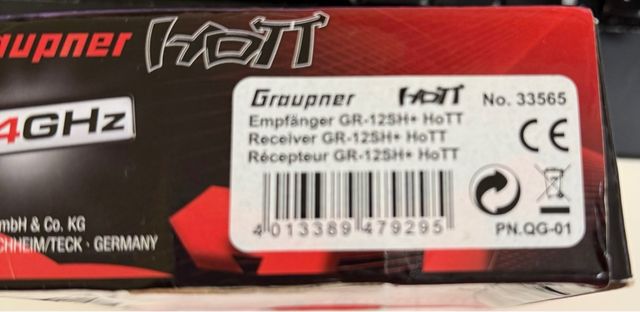 Graupner HoTT
4GHz
mbH & Co. KG
CHHEIM/TECK · GERMANY
Graupner HoTT No. 33565
Empfänger GR-12SH+ HoTT
Receiver GR-12SH+ HoTT
Récepteur GR-12SH+ HoTT
CE
4 013389 479295
PN.QG-01